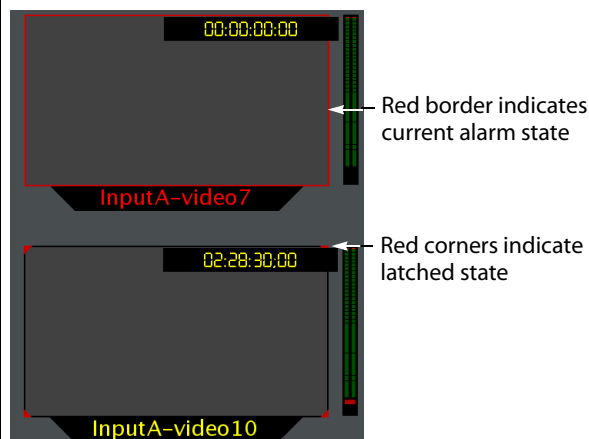 00:00:00:00
Red border indicates
current alarm state
InputA-video7
Red corners indicate
latched state
02:28:30;00
InputA-video10